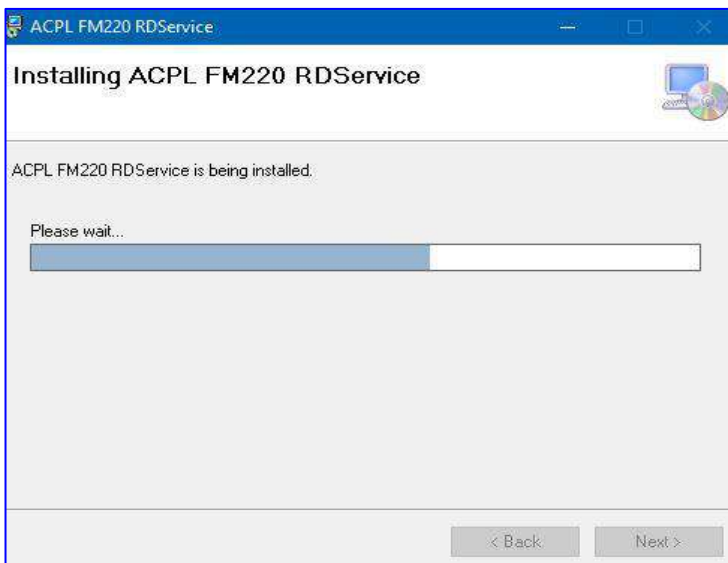 ACPL FM220 RDService
Installing ACPL FM220 RDService
ACPL FM220 RDService is being installed.
Please wait...
< Back Next >